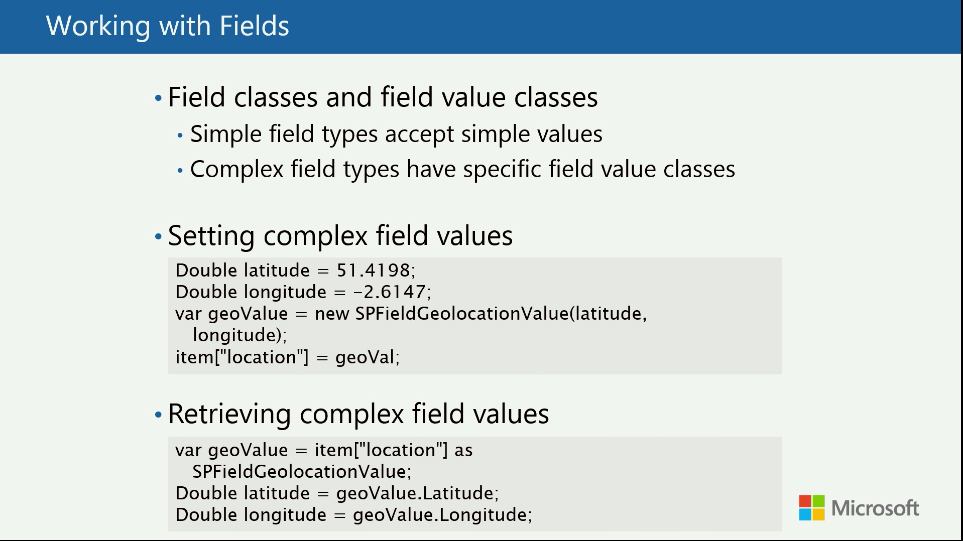 Working with Fields
• Field classes and field value classes
• Simple field types accept simple values
• Complex field types have specific field value classes
• Setting complex field values
Double latitude = 51.4198;
Double longitude = -2.6147;
var geoValue = new SPFieldGeolocationValue(latitude,
longitude);
item["location"] = geoVal;
• Retrieving complex field values
var geoValue = item["location"] as
SPFieldGeolocationValue;
Double latitude = geoValue.Latitude;
Double longitude = geoValue.Longitude;
Microsoft